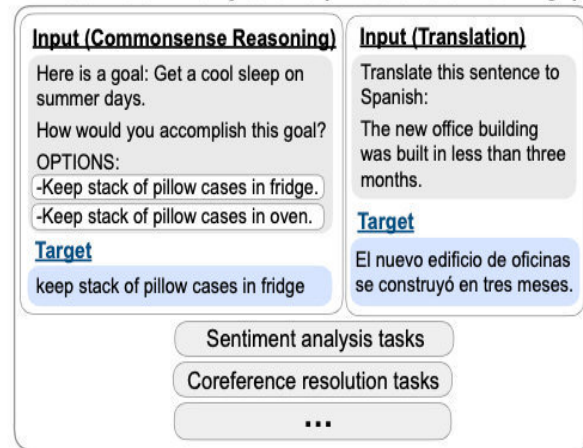 Input (Commonsense Reasoning)
Here is a goal: Get a cool sleep on
summer days.
How would you accomplish this goal?
OPTIONS:
-Keep stack of pillow cases in fridge.
-Keep stack of pillow cases in oven.
Target
keep stack of pillow cases in fridge
Input (Translation)
Translate this sentence to
Spanish:
The new office building
was built in less than three
months.
Target
El nuevo edificio de oficinas
se construyó en tres meses.
Sentiment analysis tasks
Coreference resolution tasks
...